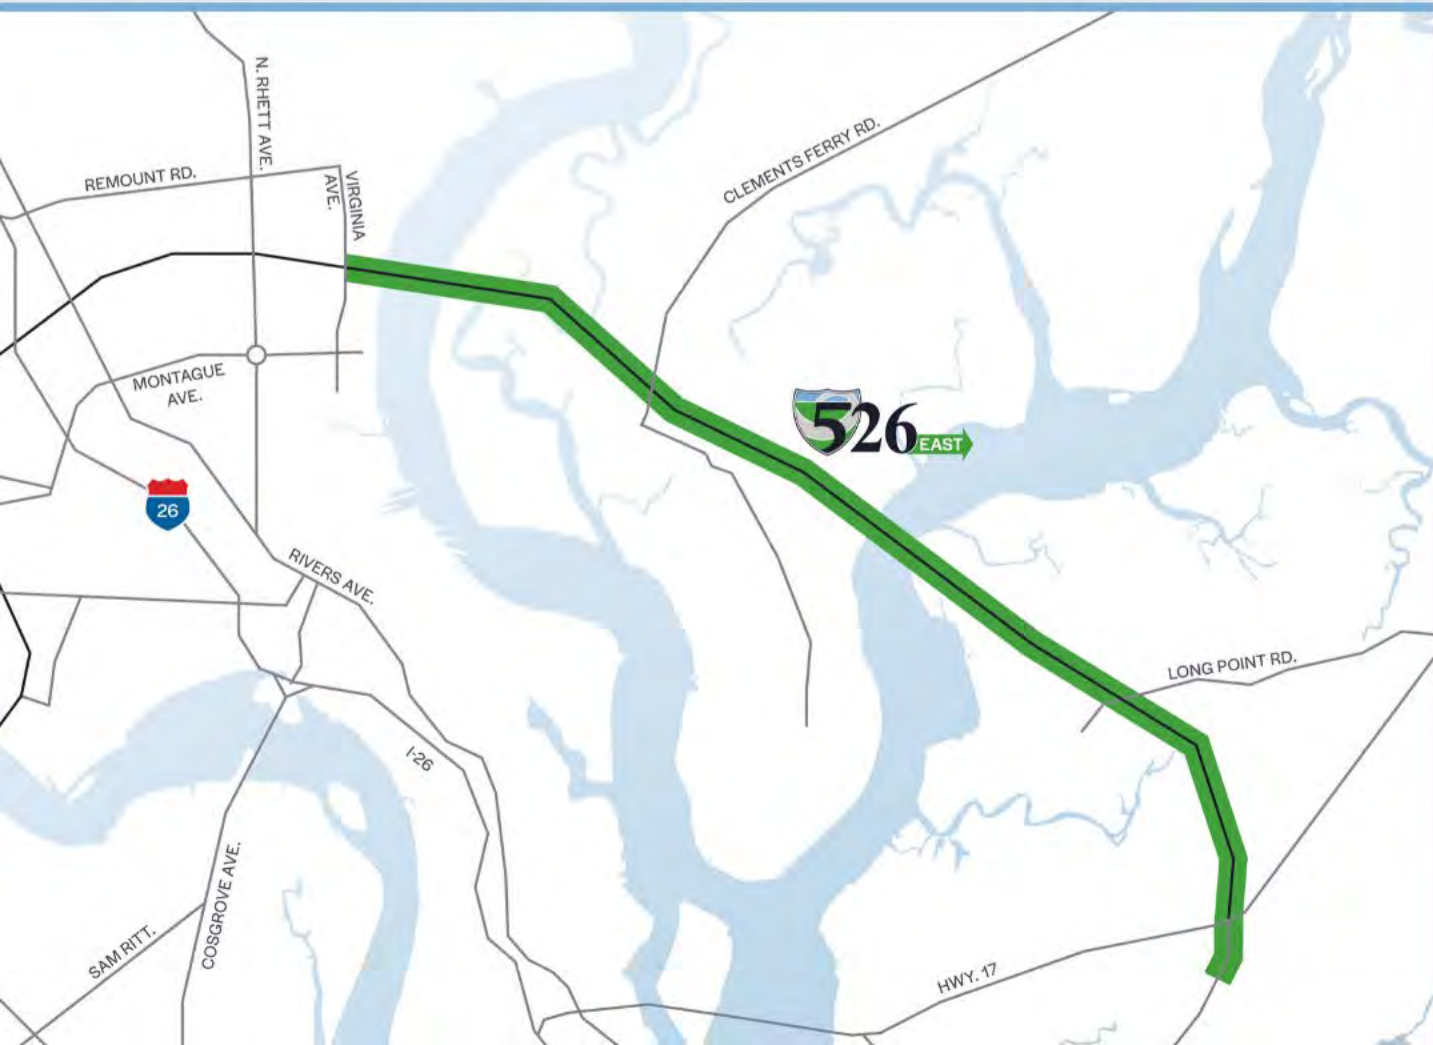 N. RHETT AVE.
REMOUNT RD.
VIRGINIA
AVE.
CLEMENTS FERRY RD.
MONTAGUE
AVE.
526
EAST
26
RIVERS AVE.
LONG POINT RD.
I-26
COSGROVE AVE.
SAM RITT.
HWY. 17